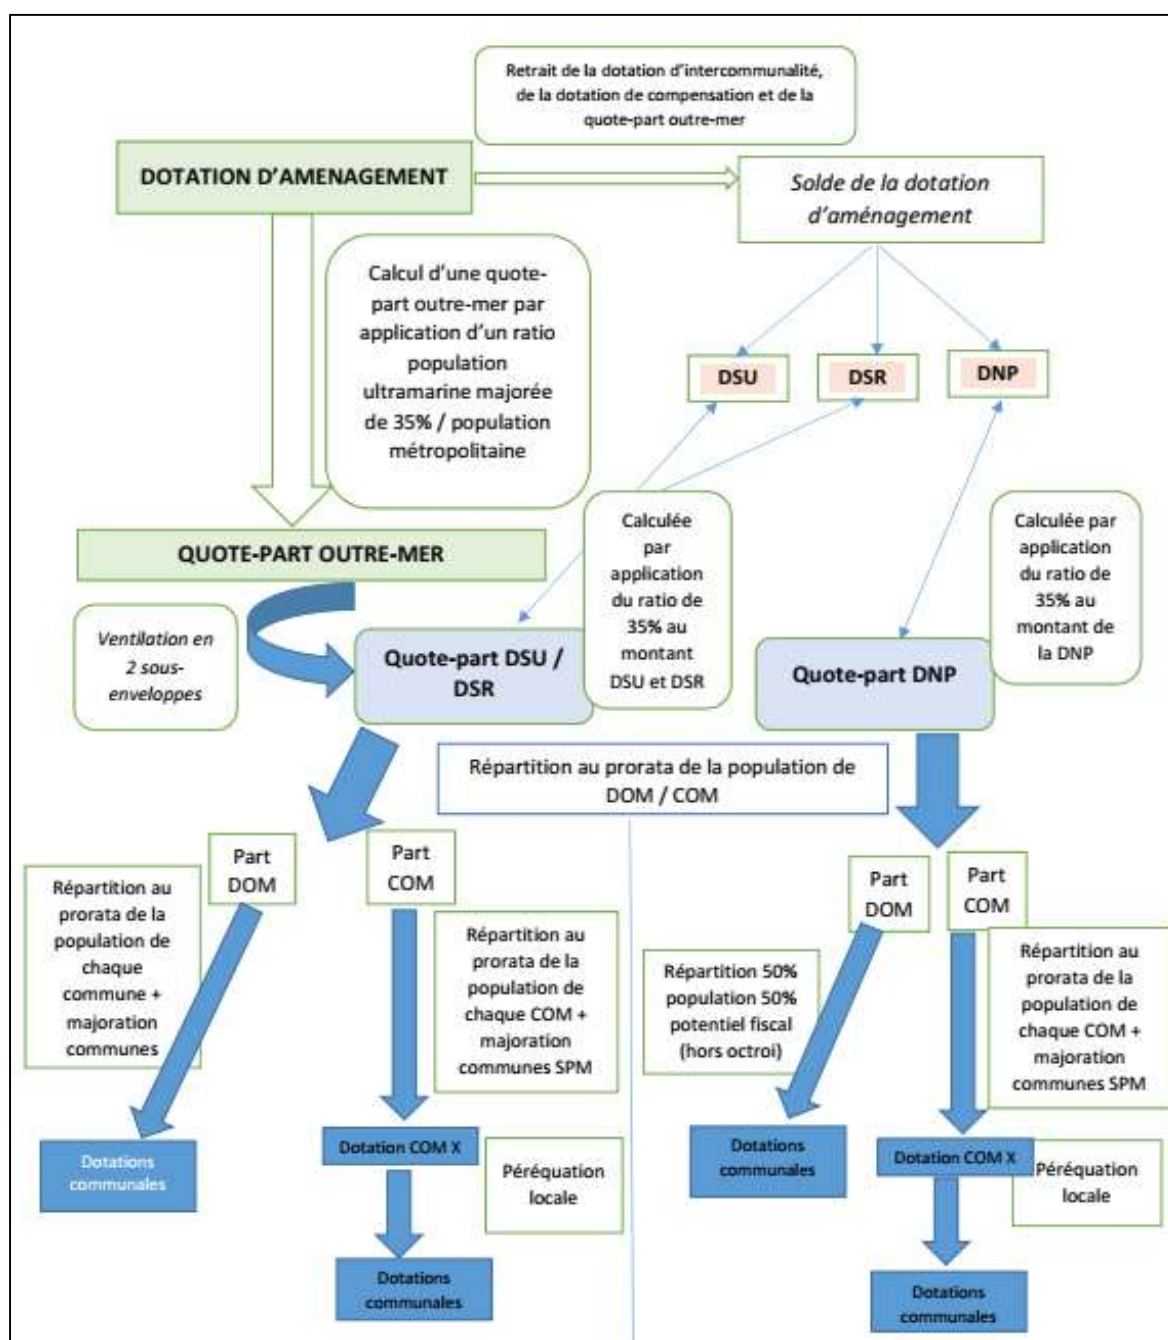 Retrait de la dotation d'intercommunalité,
de la dotation de compensation et de la
quote-part outre-mer
DOTATION D'AMENAGEMENT
Solde de la dotation
d'aménagement
Calcul d'une quote-
part outre-mer par
application d'un ratio
population
ultramarine majorée
de 35% / population
métropolitaine
DSU
DSR
DNP
QUOTE-PART OUTRE-MER
Calculée
par
application
du ratio de
35% au
montant
DSU et DSR
Calculée par
application
du ratio de
35% au
montant de
la DNP
Ventilation en
2 sous-
enveloppes
Quote-part DSU /
DSR
Quote-part DNP
Répartition au prorata de la population de
DOM / COM
Part
DOM
Part
COM
Répartition au
prorata de la
population de
chaque
commune +
majoration
communes
Répartition au
prorata de la
population de
chaque COM +
majoration
communes SPM
Part
DOM
Part
COM
Répartition 50%
population 50%
potentiel fiscal
(hors octroi)
Répartition au
prorata de la
population de
chaque COM +
majoration
communes SPM
Dotations
communales
Dotation COM X
Péréquation
locale
Dotations
communales
Dotations
communales
Dotation COM X
Péréquation
locale
Dotations
communales